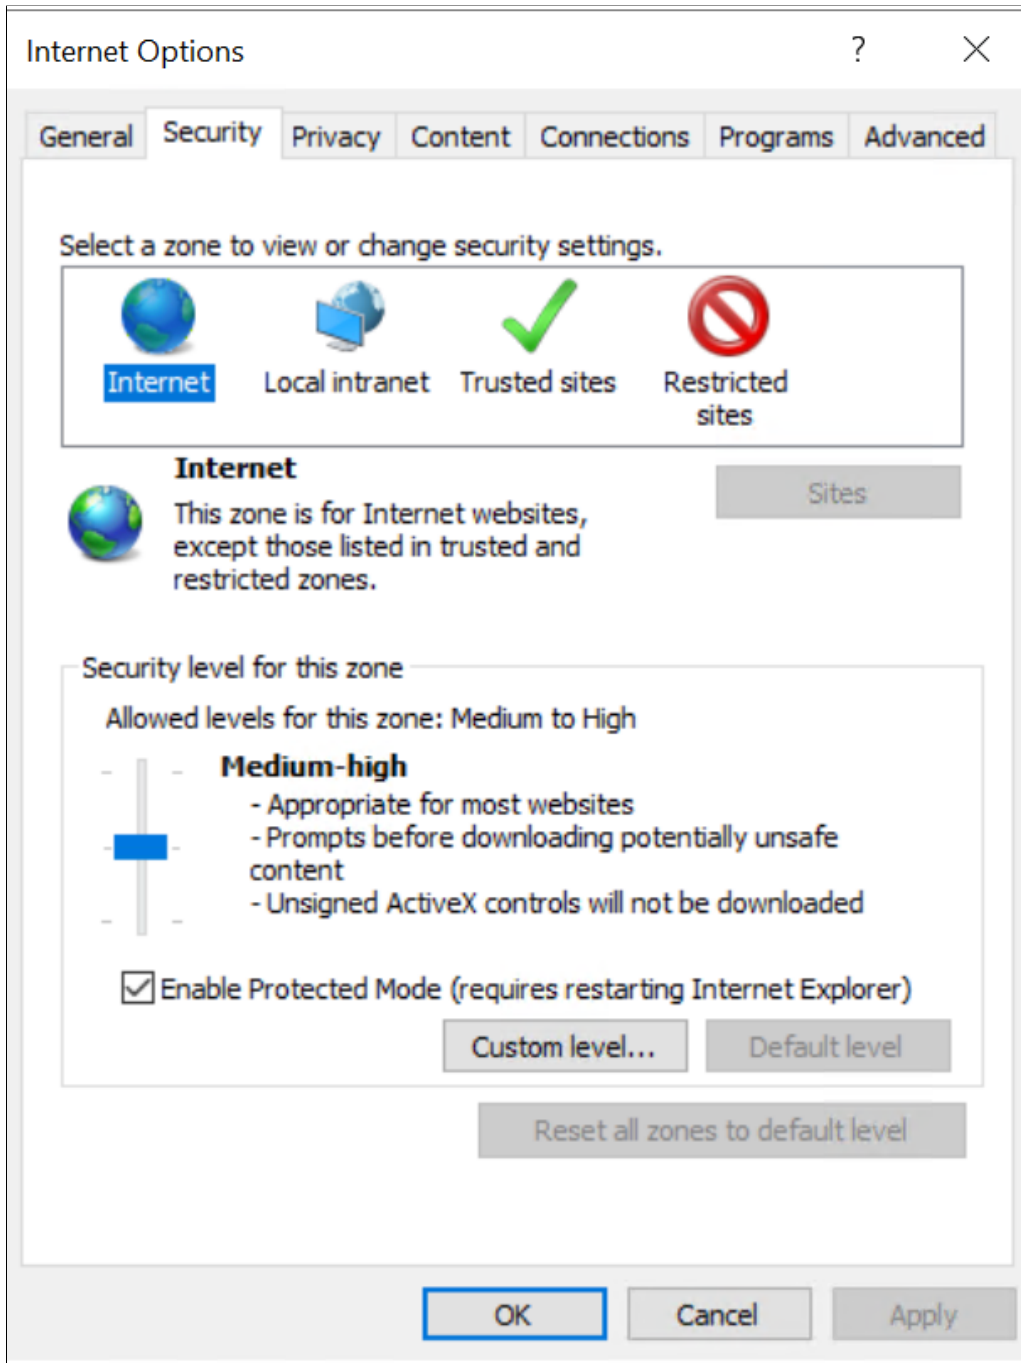 Internet Options
?
General Security Privacy Content Connections Programs Advanced
Select a zone to view or change security settings.
Internet Local intranet Trusted sites Restricted
sites
Internet
Sites
This zone is for Internet websites,
except those listed in trusted and
restricted zones.
Security level for this zone
Allowed levels for this zone: Medium to High
Medium-high
- Appropriate for most websites
- Prompts before downloading potentially unsafe
content
- Unsigned ActiveX controls will not be downloaded
Enable Protected Mode (requires restarting Internet Explorer)
Custom level... Default level
Reset all zones to default level
OK Cancel Apply